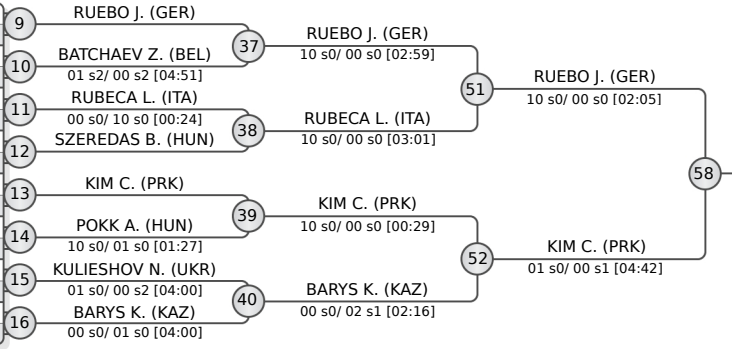 9
RUEBO J. (GER)
10
BATCHAEV Z. (BEL)
01 s2/ 00 s2 [04:51]
37
RUEBO J. (GER)
10 s0/ 00 s0 [02:59]
11
RUBECA L. (ITA)
00 s0/ 10 s0 [00:24]
12
SZEREDAS B. (HUN)
38
RUBECA L. (ITA)
10 s0/ 00 s0 [03:01]
51
RUEBO J. (GER)
10 s0/ 00 s0 [02:05]
13
KIM C. (PRK)
14
POKK A. (HUN)
10 s0/ 01 s0 [01:27]
39
KIM C. (PRK)
10 s0/ 00 s0 [00:29]
15
KULIESHOV N. (UKR)
01 s0/ 00 s2 [04:00]
16
BARYS K. (KAZ)
00 s0/ 01 s0 [04:00]
40
BARYS K. (KAZ)
00 s0/ 02 s1 [02:16]
52
KIM C. (PRK)
01 s0/ 00 s1 [04:42]
58